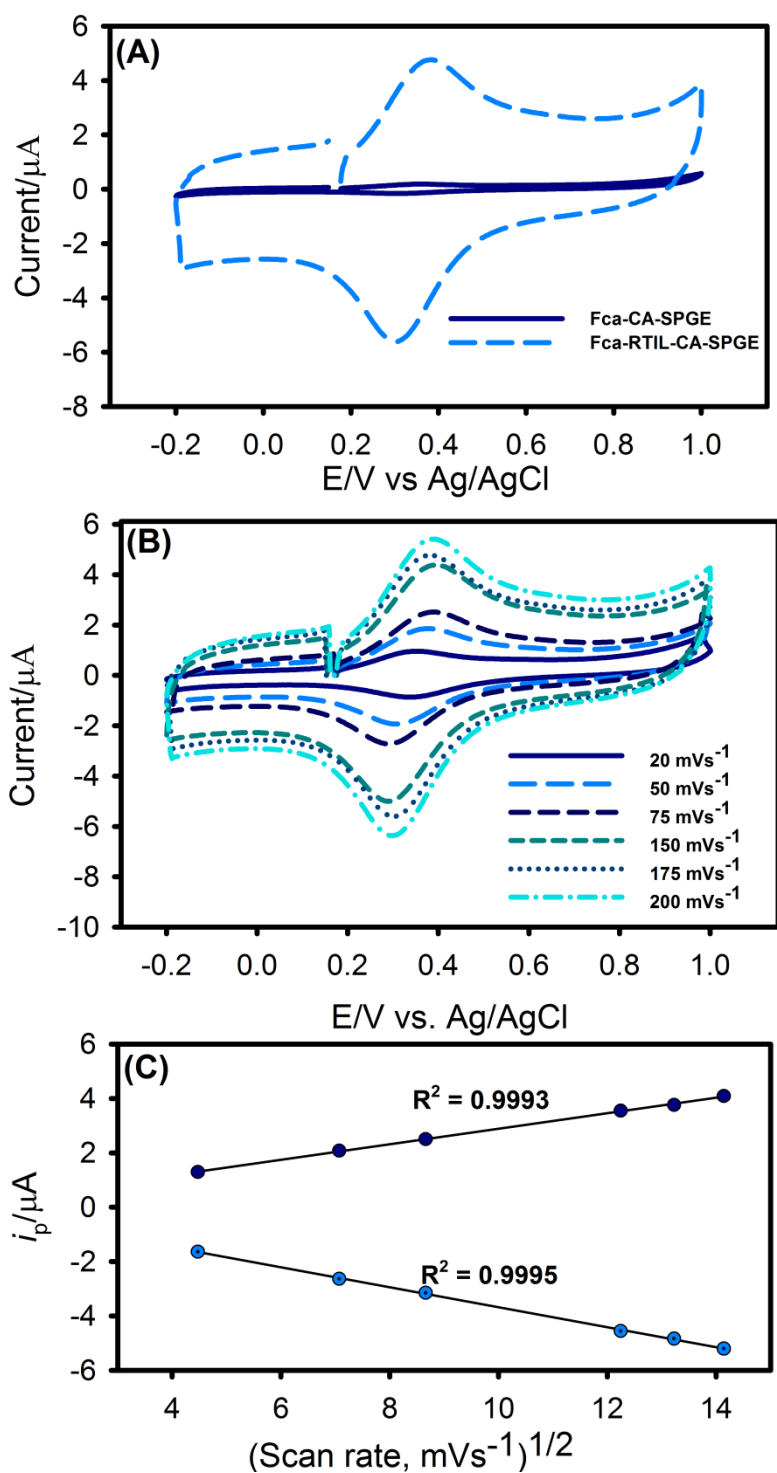 (A)
6
4
2
0
-2
-4
-6
-8
Current/μA
Fca-CA-SPGE
Fca-RTIL-CA-SPGE
-0.2 0.0 0.2 0.4 0.6 0.8 1.0
E/V vs Ag/AgCl
(B)
6
4
2
0
-2
-4
-6
-8
-10
Current/μA
20 mVs⁻¹
50 mVs⁻¹
75 mVs⁻¹
150 mVs⁻¹
175 mVs⁻¹
200 mVs⁻¹
-0.2 0.0 0.2 0.4 0.6 0.8 1.0
E/V vs. Ag/AgCl
(C)
6
4
2
0
-2
-4
-6
iₚ/μA
R² = 0.9993
R² = 0.9995
4 6 8 10 12 14
(Scan rate, mVs⁻¹)¹ᐟ²